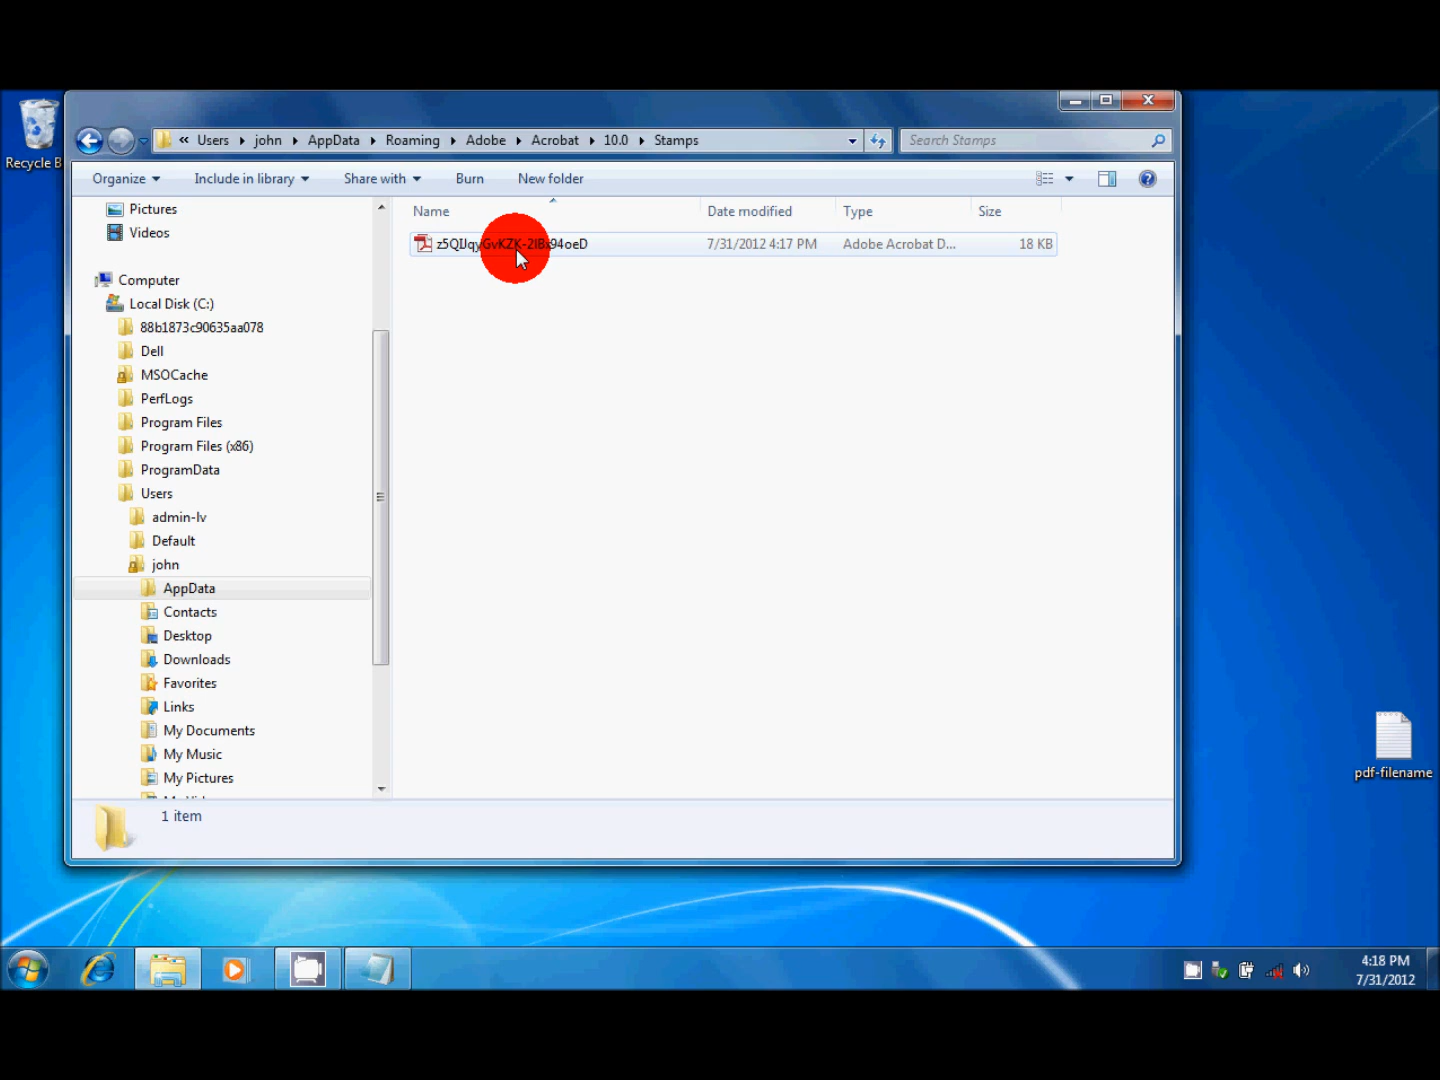 Recycle B
« Users ▸ john ▸ AppData ▸ Roaming ▸ Adobe ▸ Acrobat ▸ 10.0 ▸ Stamps
Search Stamps
Organize
Include in library
Share with
Burn
New folder
Name
Date modified
Type
Size
7/31/2012 4:17 PM
Adobe Acrobat D...
18 KB
Pictures
Videos
Computer
Local Disk (C:)
88b1873c90635aa078
Dell
MSOCache
PerfLogs
Program Files
Program Files (x86)
ProgramData
Users
admin-lv
Default
john
AppData
Contacts
Desktop
Downloads
Favorites
Links
My Documents
My Music
My Pictures
1 item
pdf-filename
4:18 PM
7/31/2012